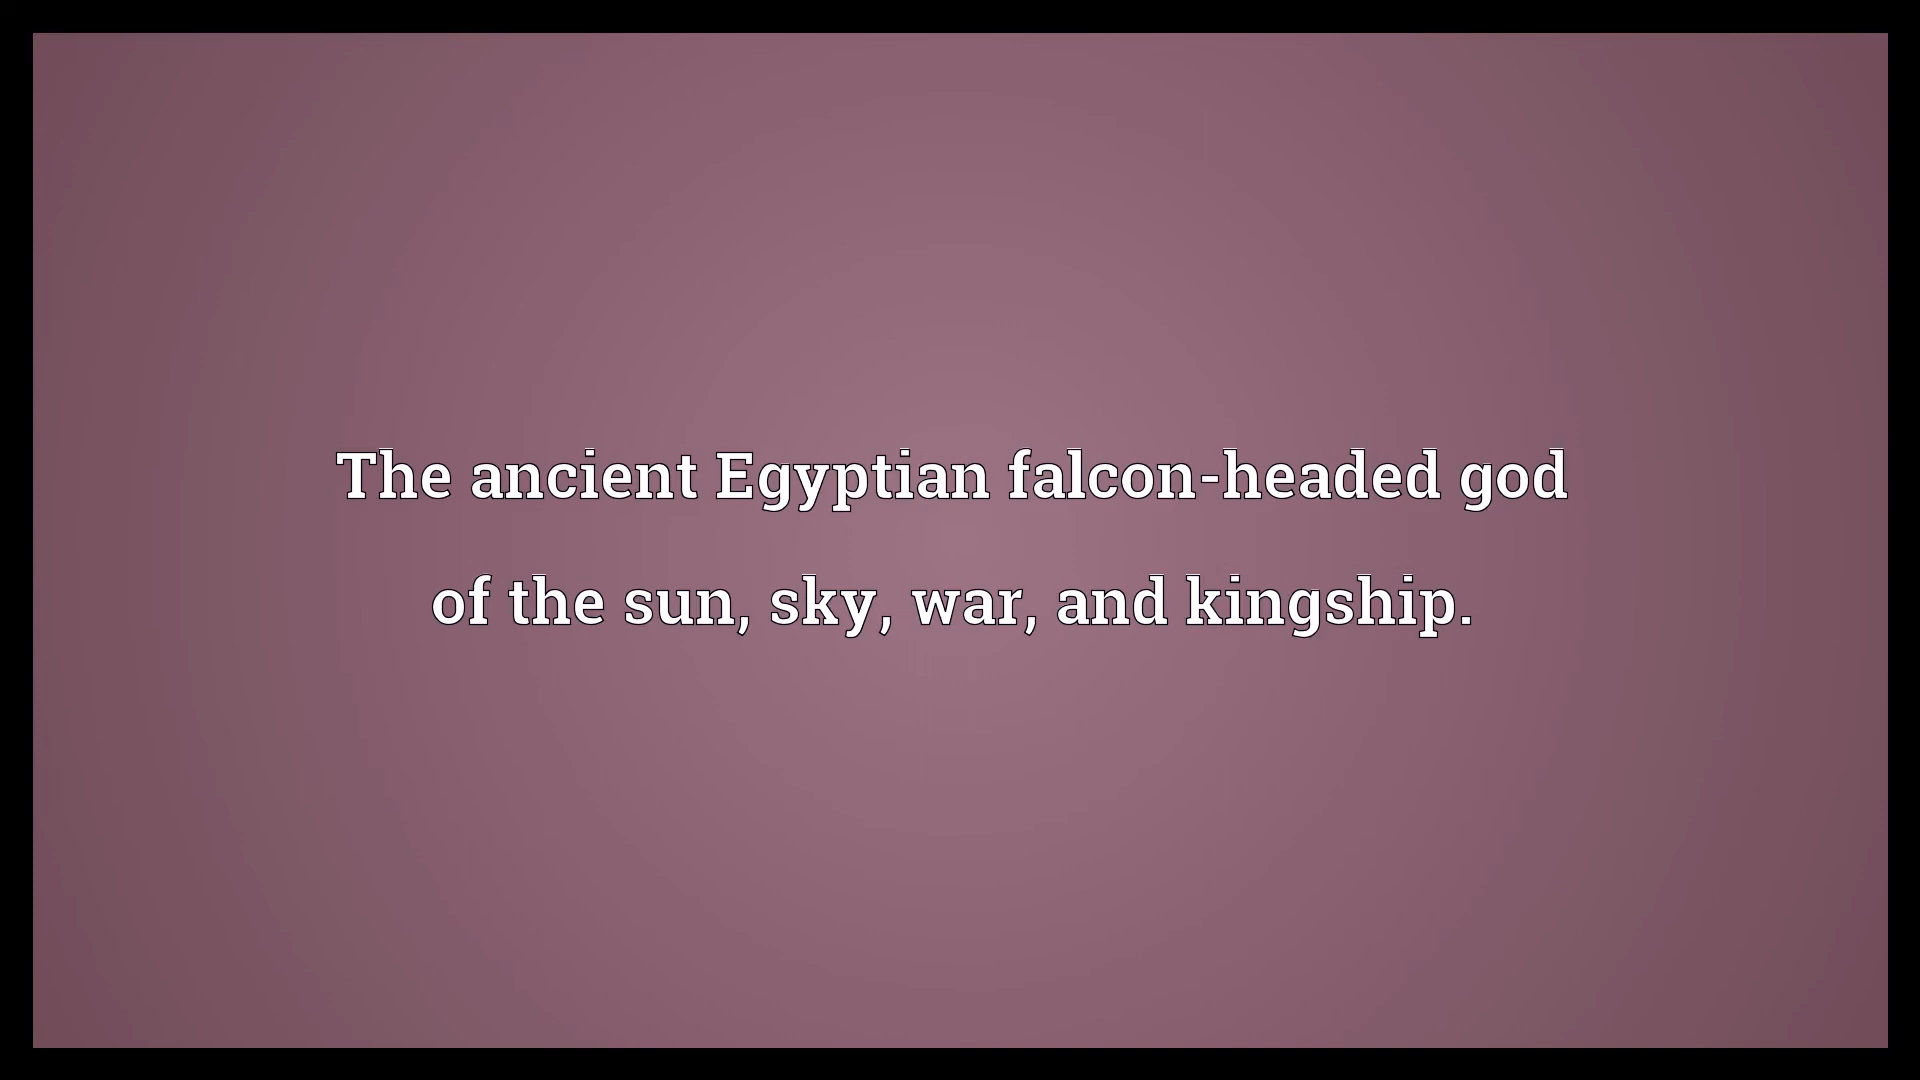 The ancient Egyptian falcon-headed god
of the sun, sky, war, and kingship.